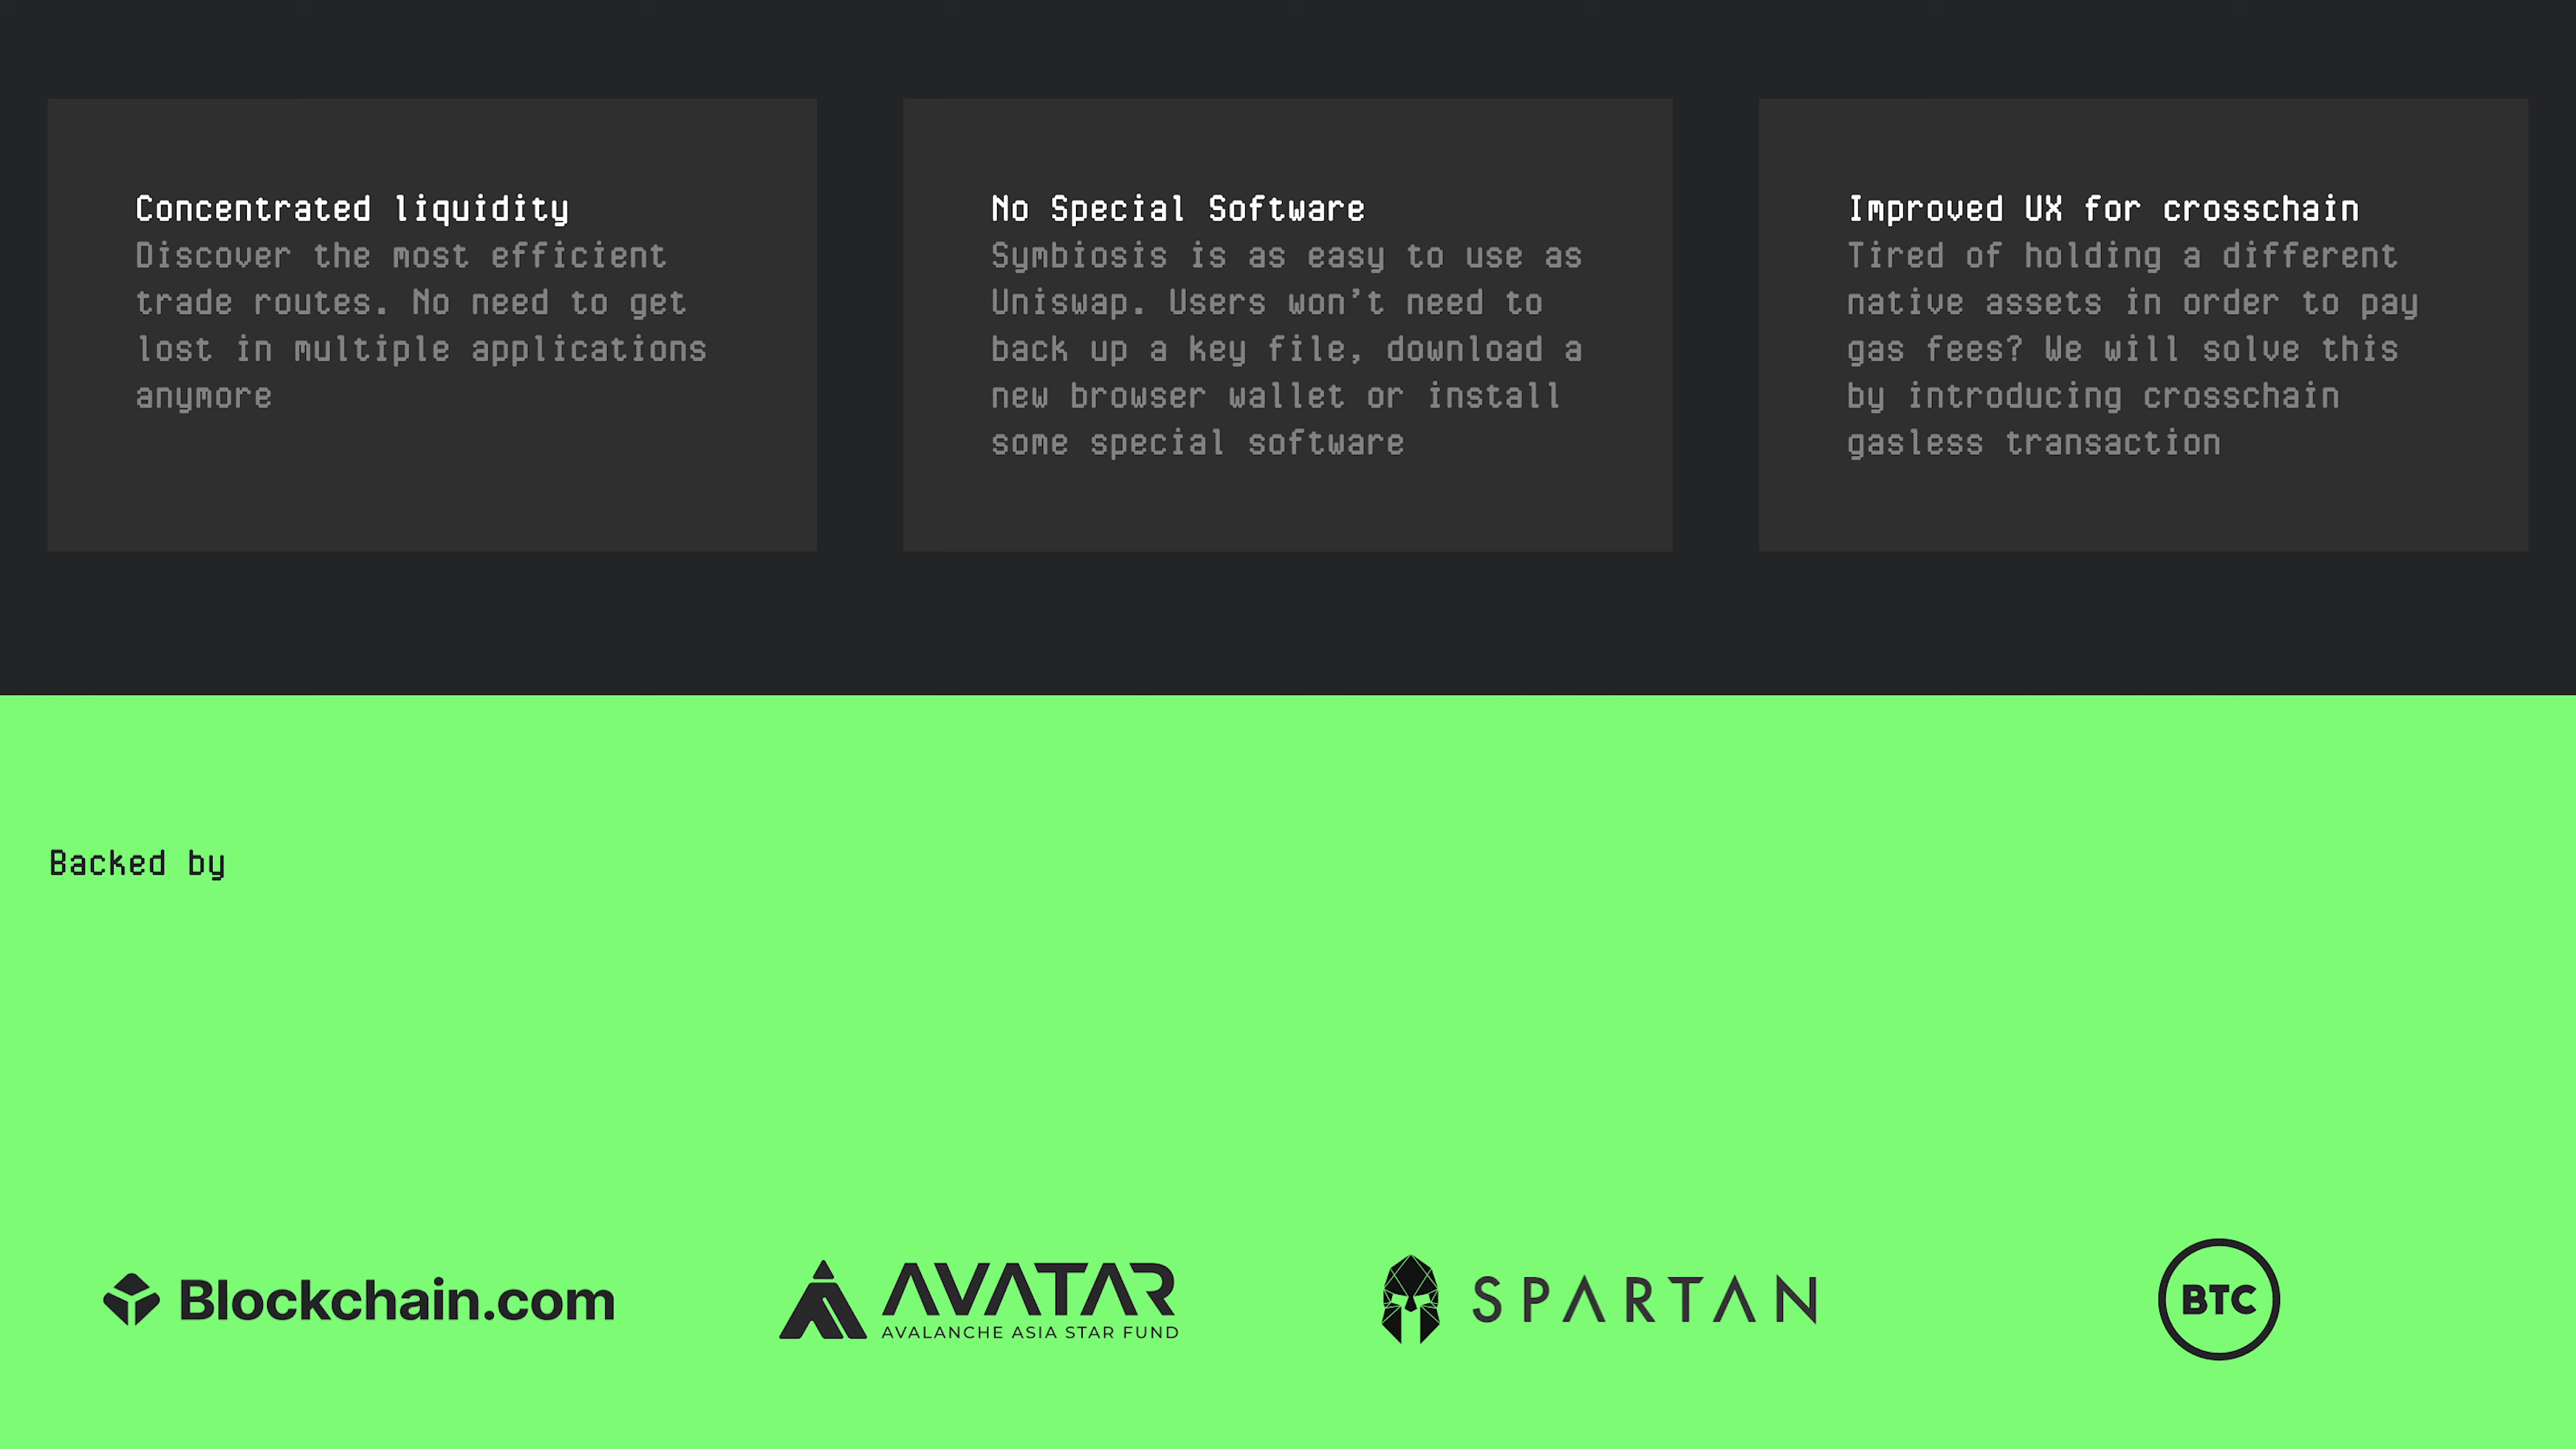 Concentrated liquidity
Discover the most efficient
trade routes. No need to get
lost in multiple applications
anymore
No Special Software
Symbiosis is as easy to use as
Uniswap. Users won’t need to
back up a key file, download a
new browser wallet or install
some special software
Improved UX for crosschain
Tired of holding a different
native assets in order to pay
gas fees? We will solve this
by introducing crosschain
gasless transaction
Backed by
Blockchain.com
AVATAR
AVALANCHE ASIA STAR FUND
SPARTAN
BTC